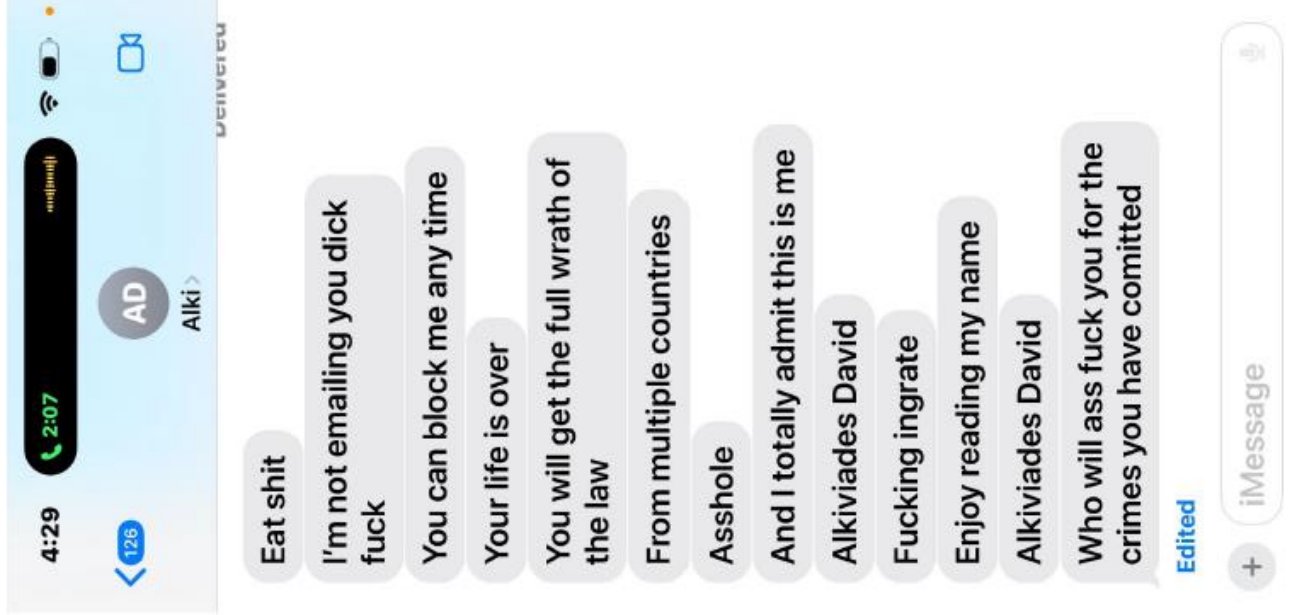 4:29
2:07
126
AD
Alki
Delivered
Eat shit
I'm not emailing you dick
fuck
You can block me any time
Your life is over
You will get the full wrath of
the law
From multiple countries
Asshole
And I totally admit this is me
Alkiviades David
Fucking ingrate
Enjoy reading my name
Alkiviades David
Who will ass fuck you for the
crimes you have comitted
Edited
iMessage